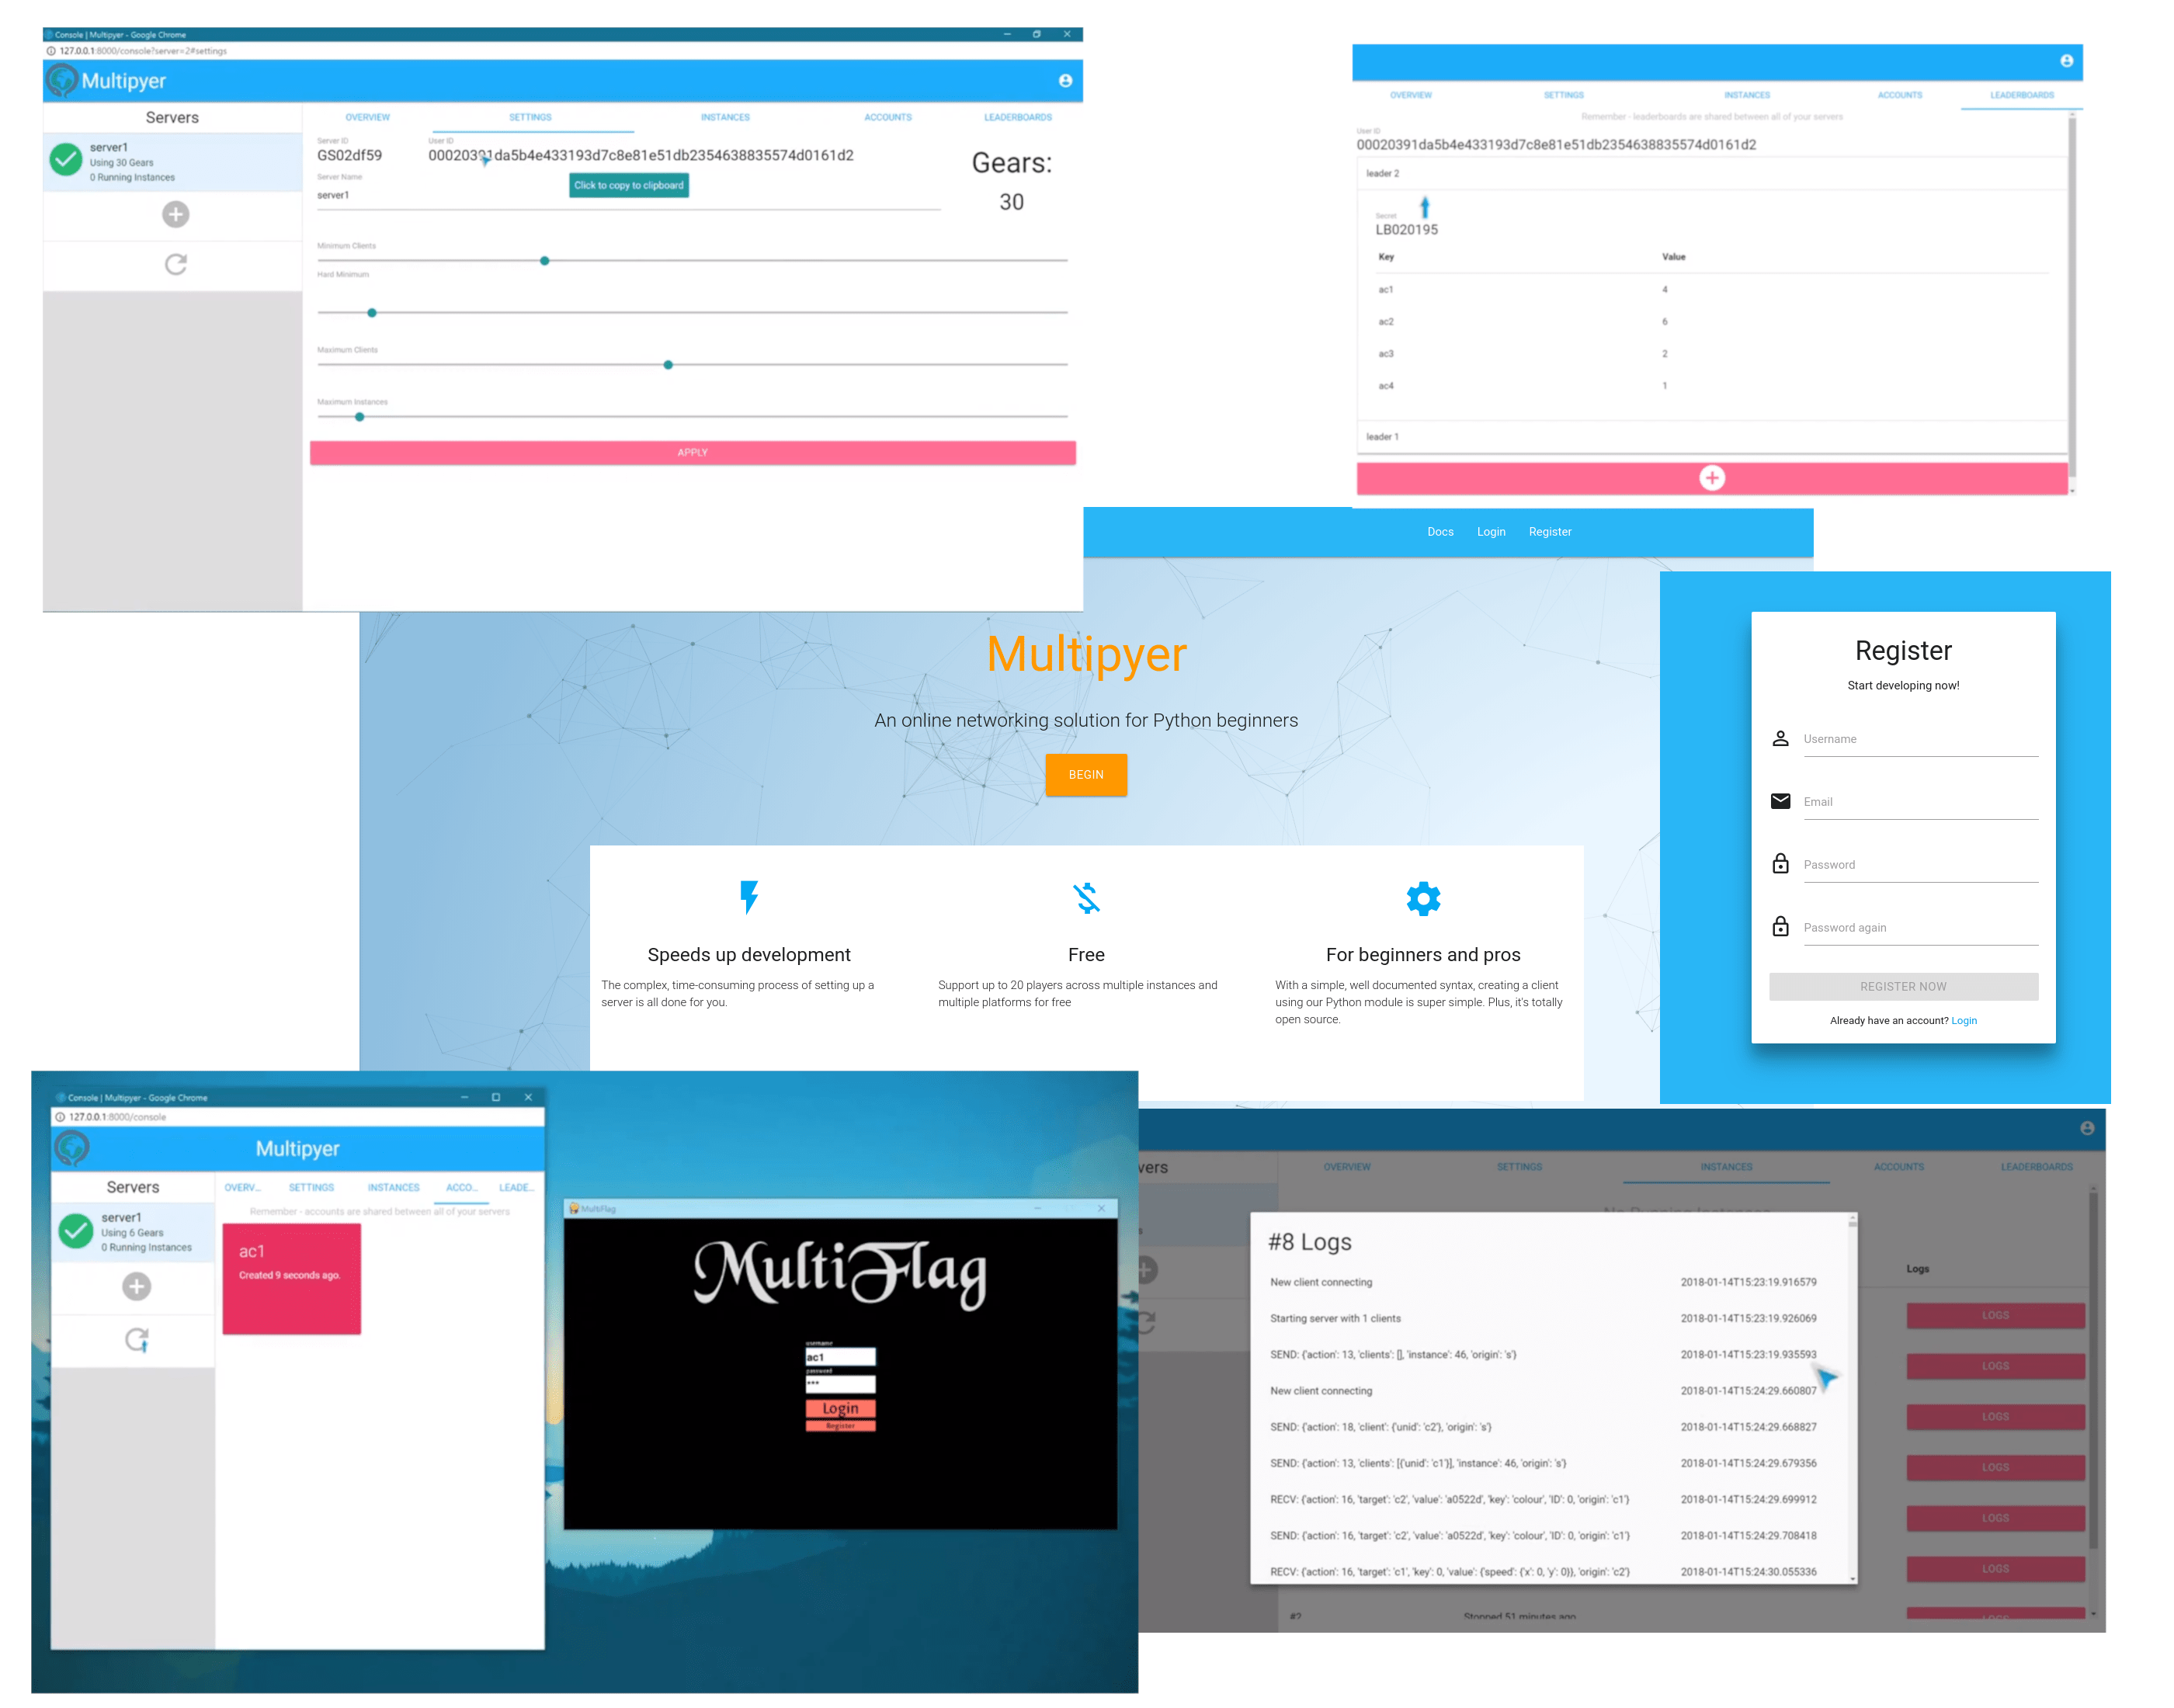 Console | Multipyer - Google Chrome
127.0.0.1:8000/console?server=2#settings
Multipyer
Servers
server1
Using 30 Gears
0 Running Instances
OVERVIEW SETTINGS INSTANCES ACCOUNTS LEADERBOARDS
Server ID User ID
GS02df59 00020391da5b4e433193d7c8e81e51db2354638835574d0161d2
Click to copy to clipboard
Server Name
server1
Gears:
30
Minimum Clients
Hard Minimum
Maximum Clients
Maximum Instances
APPLY
OVERVIEW SETTINGS INSTANCES ACCOUNTS LEADERBOARDS
Remember - leaderboards are shared between all of your servers
User ID
00020391da5b4e433193d7c8e81e51db2354638835574d0161d2
leader 2
Secret
LB020195
Key Value
ac1 4
ac2 6
ac3 2
ac4 1
leader 1
Docs Login Register
Multipyer
An online networking solution for Python beginners
BEGIN
Speeds up development
The complex, time-consuming process of setting up a
server is all done for you.
Free
Support up to 20 players across multiple instances and
multiple platforms for free
For beginners and pros
With a simple, well documented syntax, creating a client
using our Python module is super simple. Plus, it's totally
open source.
Register
Start developing now!
Username
Email
Password
Password again
REGISTER NOW
Already have an account? Login
Console | Multipyer - Google Chrome
127.0.0.1:8000/console
Multipyer
Servers
server1
Using 6 Gears
0 Running Instances
OVERV... SETTINGS INSTANCES ACCO... LEADE...
Remember - accounts are shared between all of your servers
ac1
Created 9 seconds ago.
MultiFlag
MultiFlag
username
ac1
password
***
Login
Register
vers
OVERVIEW SETTINGS INSTANCES ACCOUNTS LEADERBOARDS
No Running Instances
Logs
LOGS
LOGS
LOGS
LOGS
LOGS
LOGS
LOGS
#8 Logs
New client connecting 2018-01-14T15:23:19.916579
Starting server with 1 clients 2018-01-14T15:23:19.926069
SEND: {'action': 13, 'clients': [], 'instance': 46, 'origin': 's'} 2018-01-14T15:23:19.935593
New client connecting 2018-01-14T15:24:29.660807
SEND: {'action': 18, 'client': {'unid': 'c2'}, 'origin': 's'} 2018-01-14T15:24:29.668827
SEND: {'action': 13, 'clients': [{'unid': 'c1'}], 'instance': 46, 'origin': 's'} 2018-01-14T15:24:29.679356
RECV: {'action': 16, 'target': 'c2', 'value': 'a0522d', 'key': 'colour', 'ID': 0, 'origin': 'c1'} 2018-01-14T15:24:29.699912
SEND: {'action': 16, 'target': 'c2', 'value': 'a0522d', 'key': 'colour', 'ID': 0, 'origin': 'c1'} 2018-01-14T15:24:29.708418
RECV: {'action': 16, 'target': 'c1', 'key': 0, 'value': {'speed': {'x': 0, 'y': 0}}, 'origin': 'c2'} 2018-01-14T15:24:30.055336
#2 Stopped 51 minutes ago